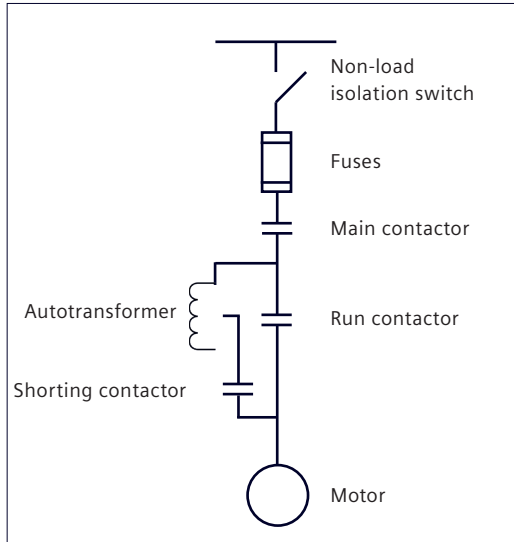 Non-load
isolation switch
Fuses
Main contactor
Autotransformer
Run contactor
Shorting contactor
Motor